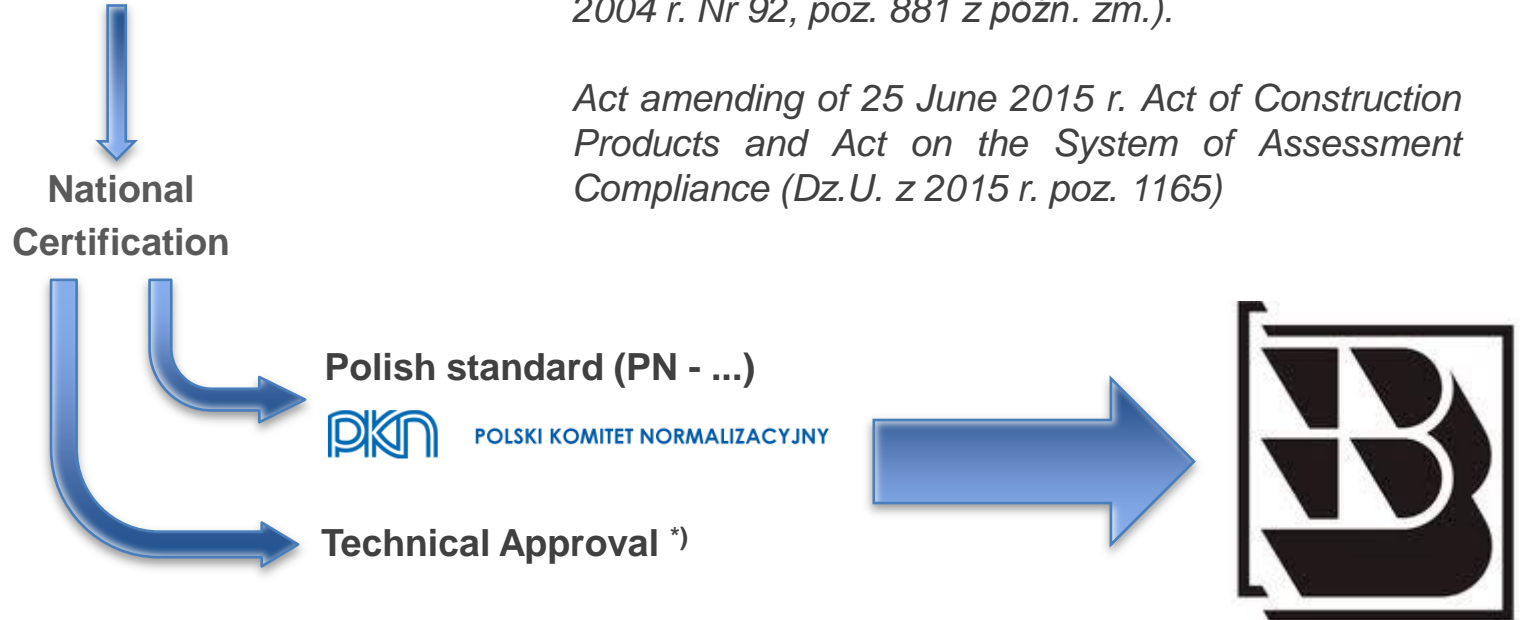 2004 r. Nr 92, poz. 881 z późn. zm.).
Act amending of 25 June 2015 r. Act of Construction
Products and Act on the System of Assessment
Compliance (Dz.U. z 2015 r. poz. 1165)
National
Certification
Polish standard (PN - ...)
PKN POLSKI KOMITET NORMALIZACYJNY
Technical Approval *)
B